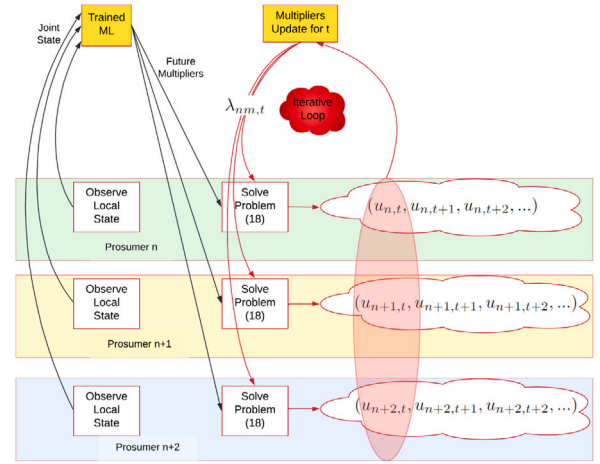 Joint
State
Trained
ML
Multipliers
Update for t
Future
Multipliers
λnm,t
Iterative
Loop
Observe
Local
State
Solve
Problem
(18)
(un,t, un,t+1, un,t+2, ...)
Prosumer n
Observe
Local
State
Solve
Problem
(18)
(un+1,t, un+1,t+1, un+1,t+2, ...)
Prosumer n+1
Observe
Local
State
Solve
Problem
(18)
(un+2,t, un+2,t+1, un+2,t+2, ...)
Prosumer n+2